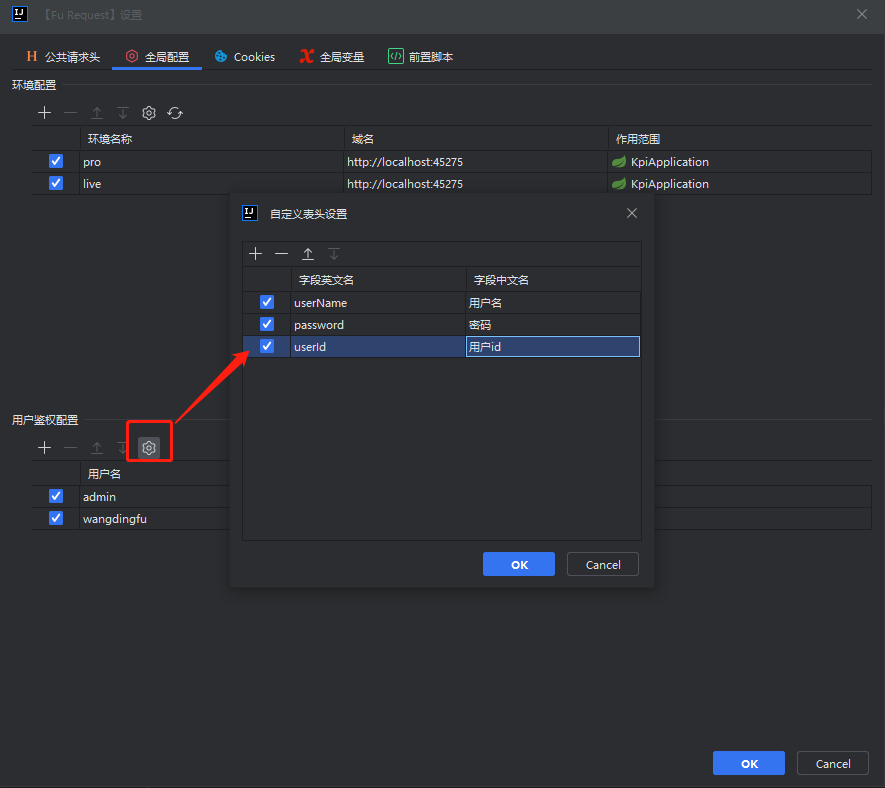 【Fu Request】设置
公共请求头 全局配置 Cookies 全局变量 前置脚本
环境配置
环境名称 域名 作用范围
pro http://localhost:45275 KpiApplication
live http://localhost:45275 KpiApplication
自定义表头设置
字段英文名 字段中文名
userName 用户名
password 密码
userId 用户id
OK Cancel
用户鉴权配置
用户名
admin
wangdingfu
OK Cancel